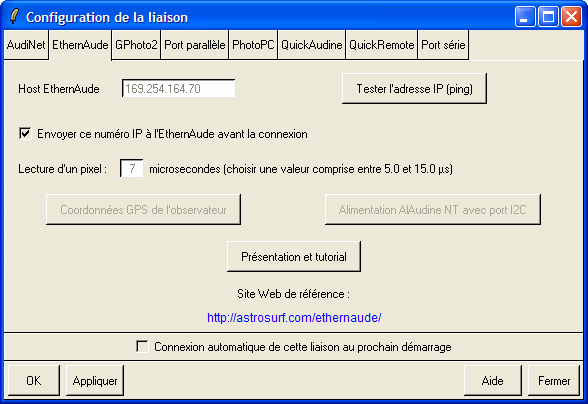 Configuration de la liaison
AudiNet EthernAude GPhoto2 Port parallèle PhotoPC QuickAudine QuickRemote Port série
Host EthernAude 169.254.164.70 Tester l'adresse IP (ping)
Envoyer ce numéro IP à l'EthernAude avant la connexion
Lecture d'un pixel : 7 microsecondes (choisir une valeur comprise entre 5.0 et 15.0 µs)
Coordonnées GPS de l'observateur Alimentation AlAudine NT avec port I2C
Présentation et tutorial
Site Web de référence :
http://astrosurf.com/ethernaude/
Connexion automatique de cette liaison au prochain démarrage
OK Appliquer Aide Fermer